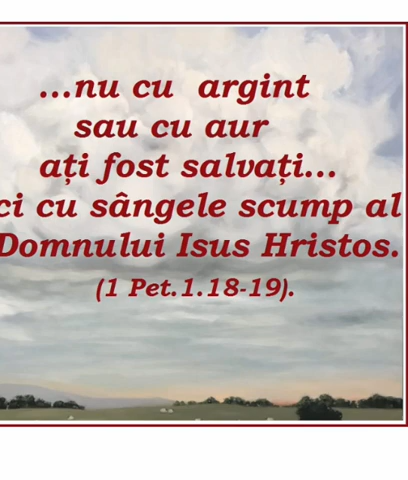 ...nu cu argint
sau cu aur
ați fost salvați...
ci cu sângele scump al
Domnului Isus Hristos.
(1 Pet.1.18-19).